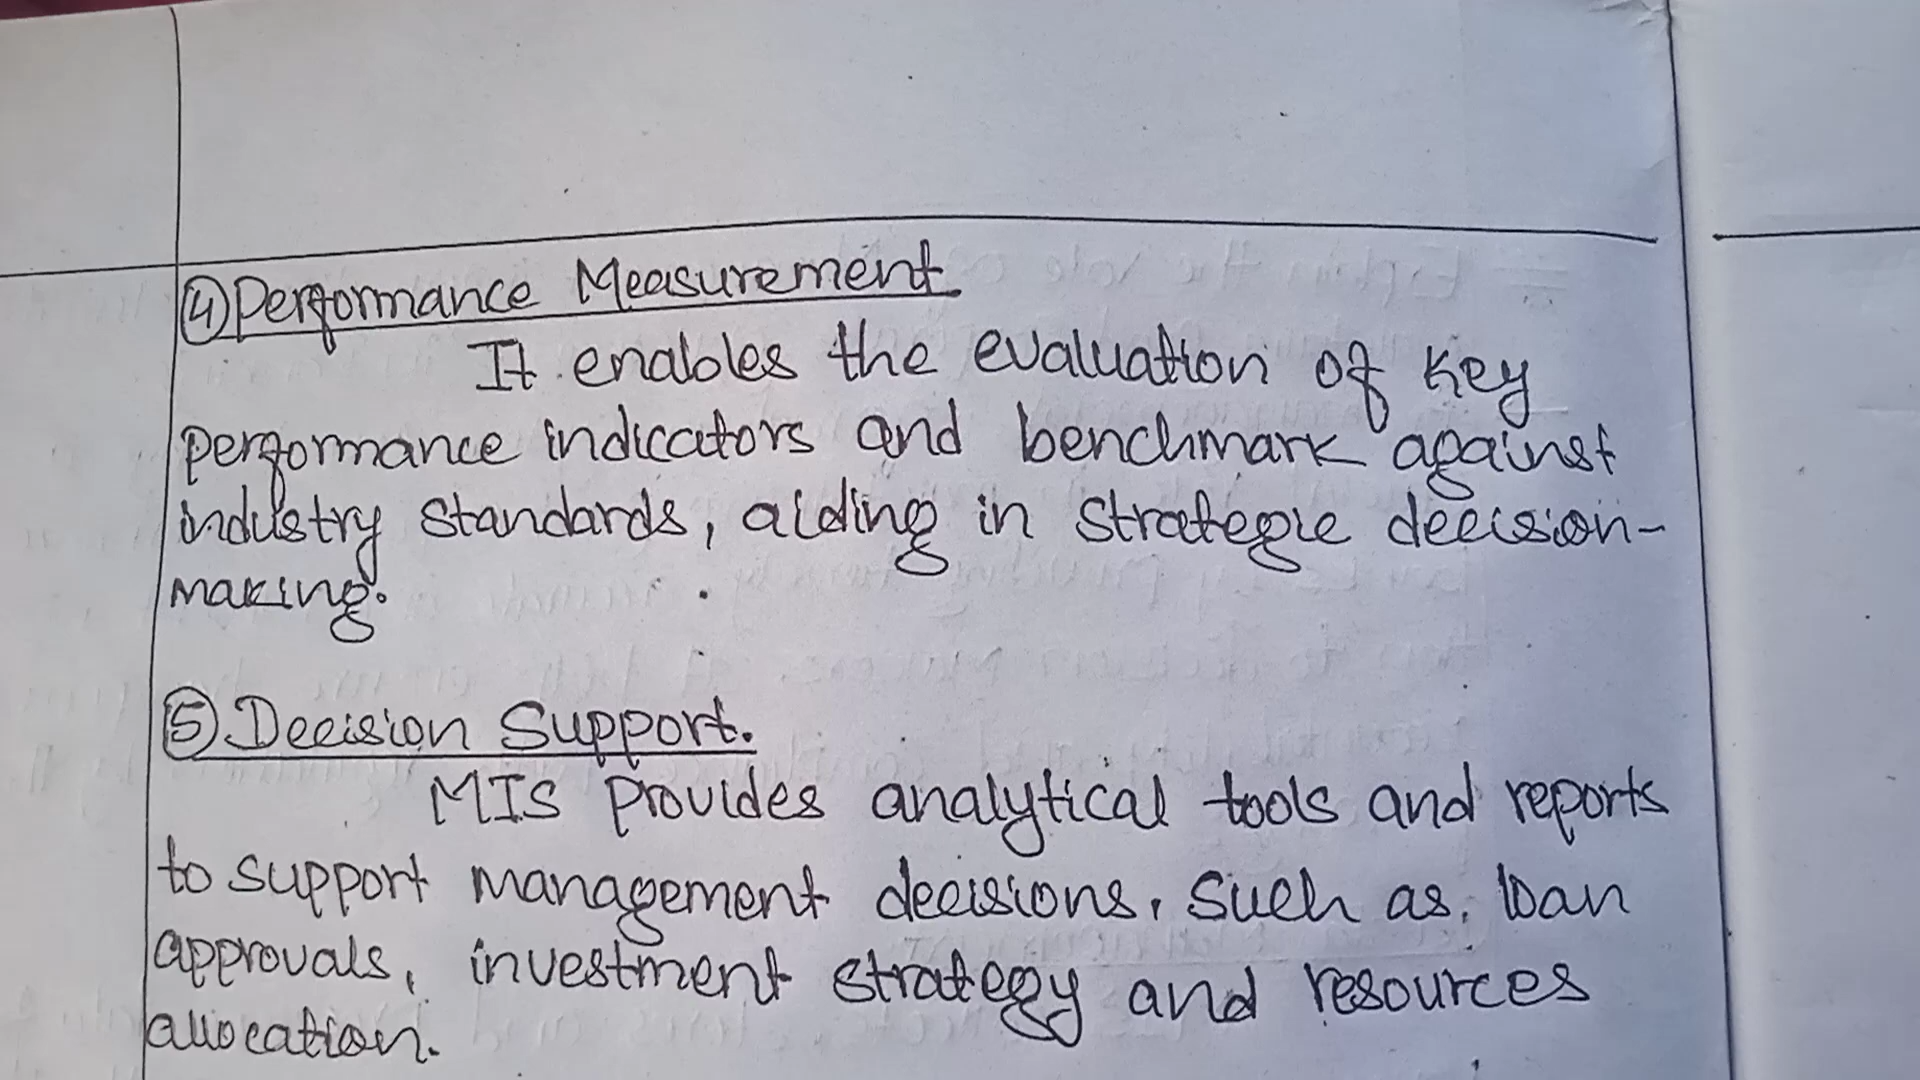 ④ Performance Measurement
It enables the evaluation of key
performance indicators and benchmark against
industry standards, aiding in strategic decision-
making.
⑤ Decision Support.
MIS provides analytical tools and reports
to support management decisions, such as, loan
approvals, investment strategy and resources
allocation.